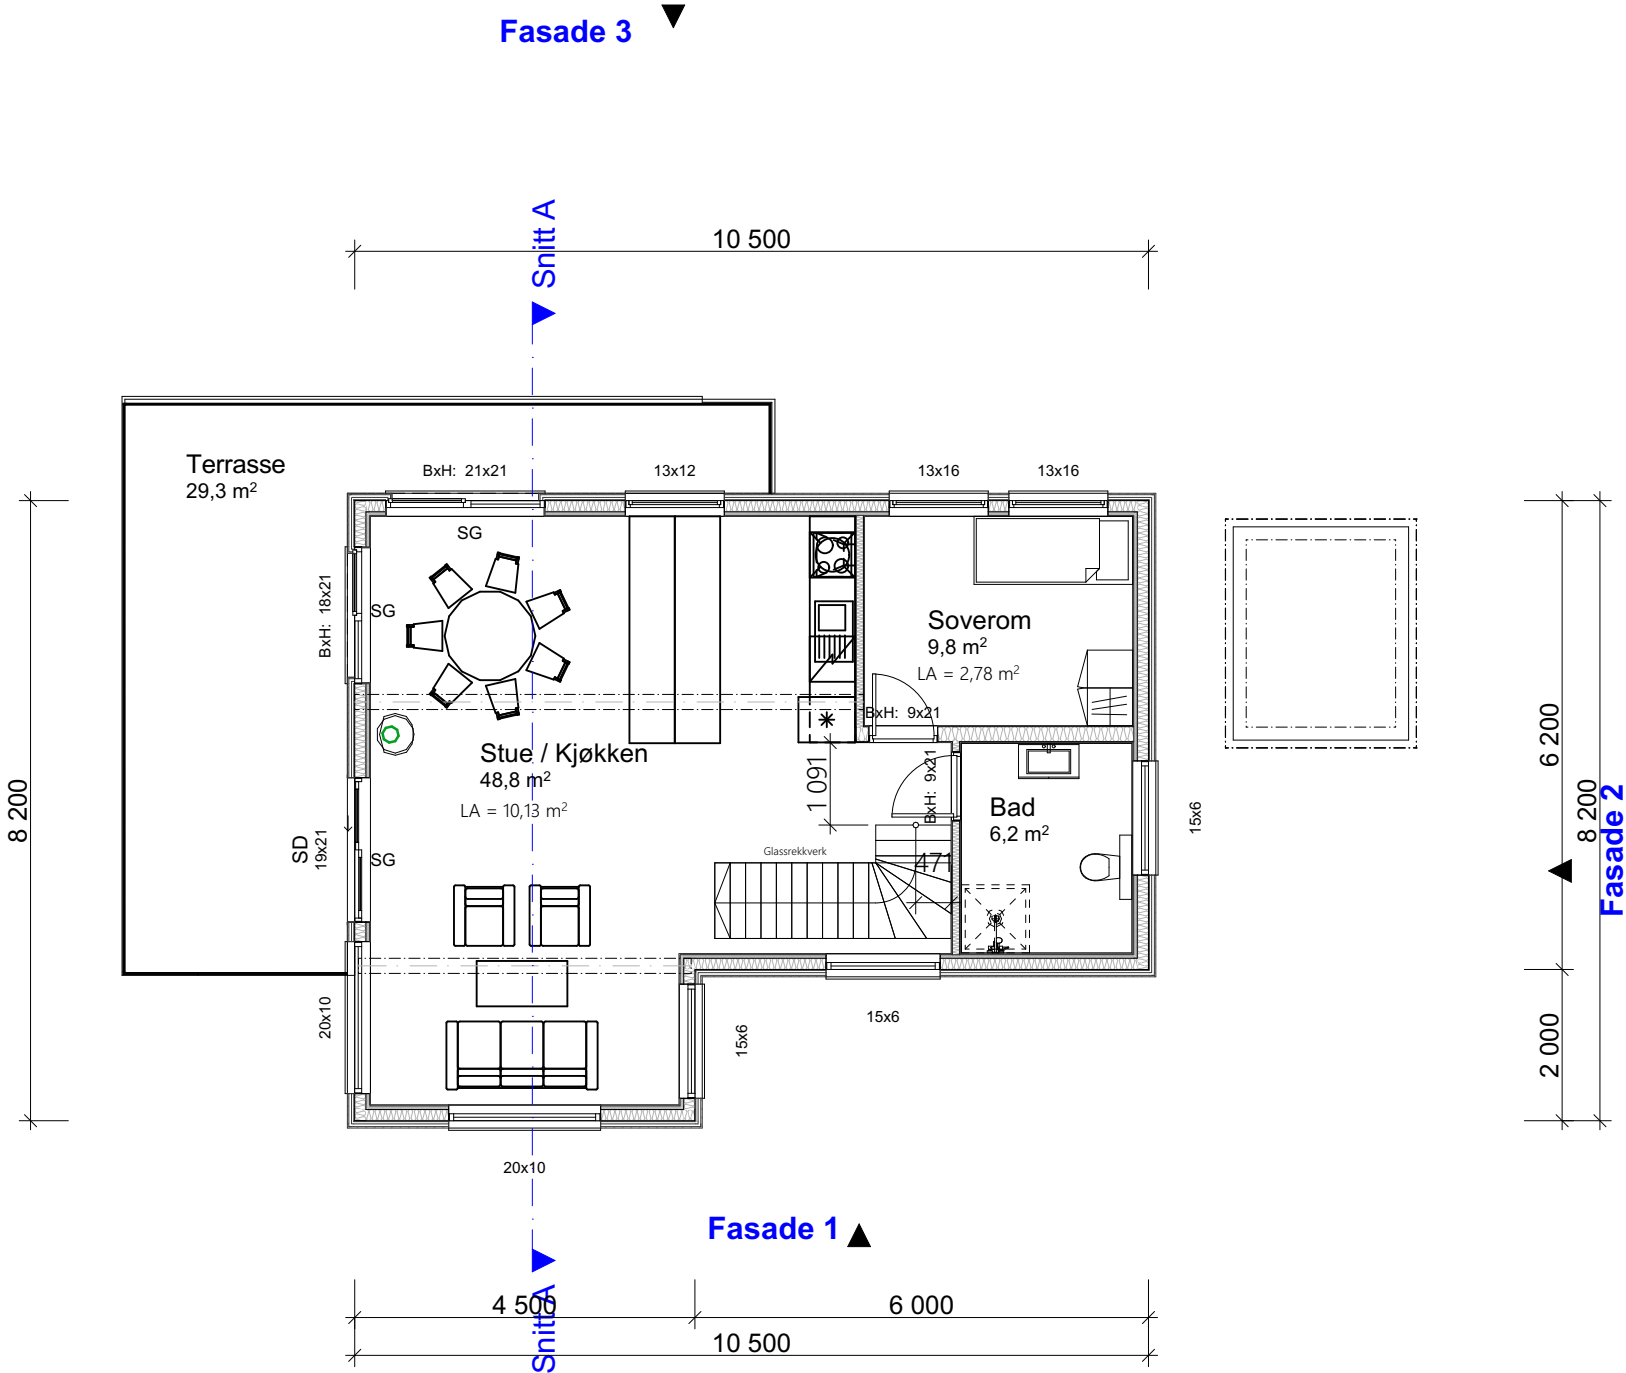 Fasade 3
Snitt A
10 500
Terrasse
29,3 m²
BxH: 21x21
13x12
13x16
13x16
SG
BxH: 18x21
SG
Soverom
9,8 m²
LA = 2,78 m²
BxH: 9x21
Stue / Kjøkken
48,8 m²
LA = 10,13 m²
1 091
BxH: 9x21
Bad
6,2 m²
15x6
8 200
6 200
8 200
Fasade 2
SD
19x21
SG
Glassrekkverk
471
20x10
15x6
15x6
2 000
20x10
Fasade 1
Snitt A
4 500
6 000
10 500